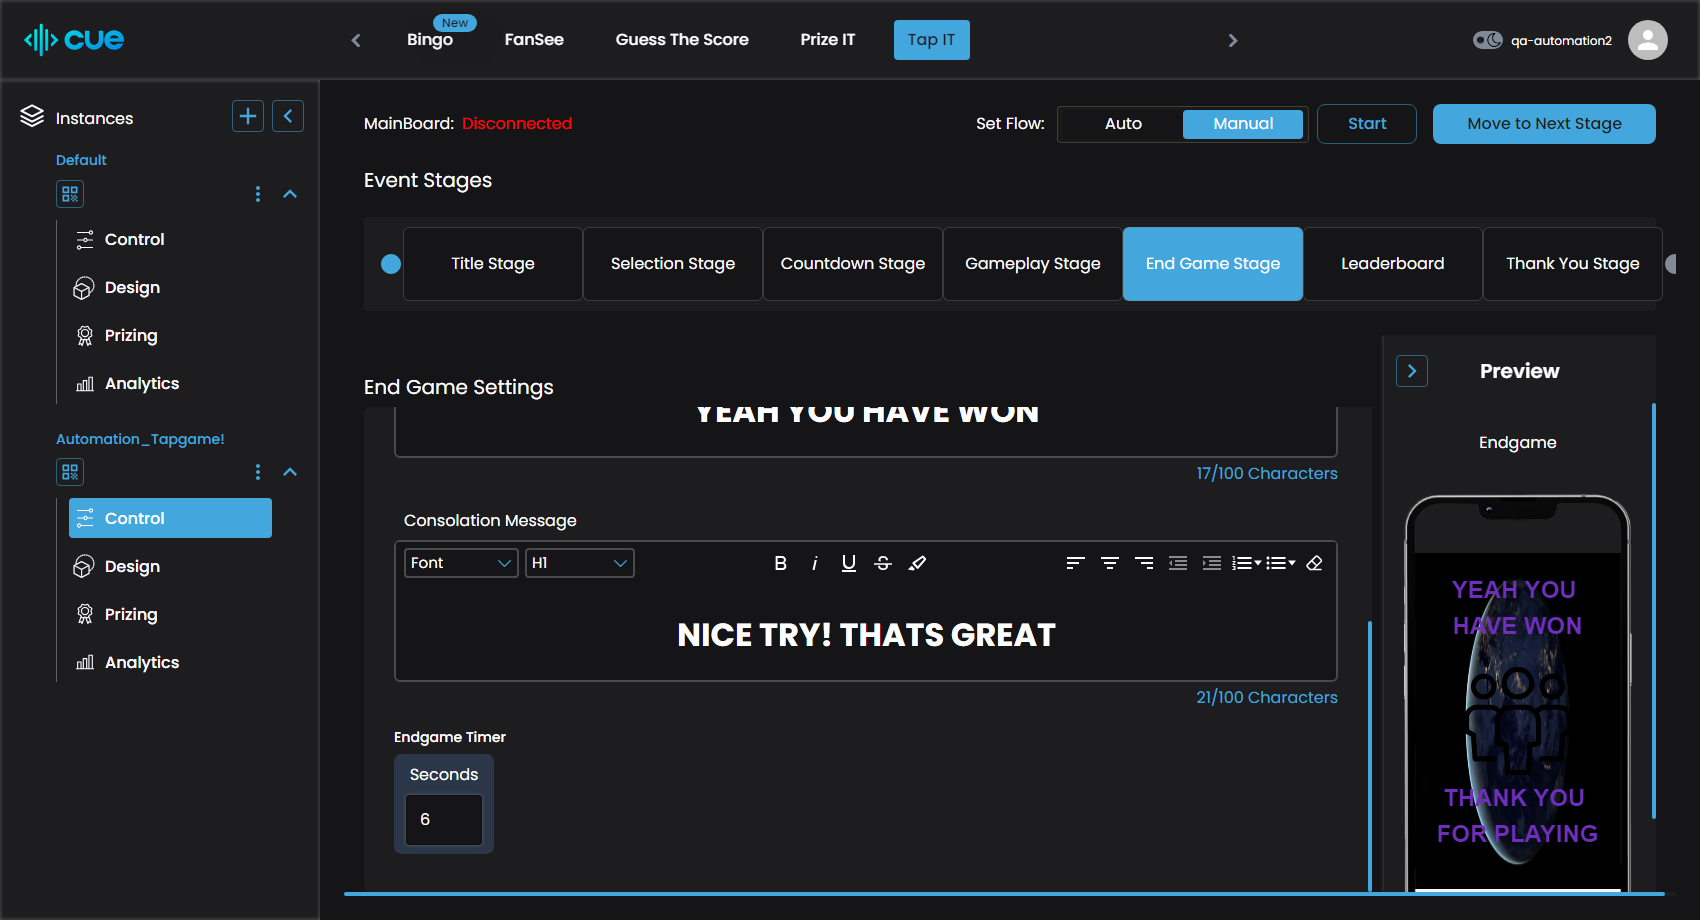 cue
New
Bingo
FanSee
Guess The Score
Prize IT
Tap IT
qa-automation2
Instances
Default
Control
Design
Prizing
Analytics
Automation_Tapgame!
Control
Design
Prizing
Analytics
MainBoard: Disconnected
Set Flow:
Auto
Manual
Start
Move to Next Stage
Event Stages
Title Stage
Selection Stage
Countdown Stage
Gameplay Stage
End Game Stage
Leaderboard
Thank You Stage
End Game Settings
YEAH YOU HAVE WON
17/100 Characters
Consolation Message
Font
H1
B
i
U
S
NICE TRY! THATS GREAT
21/100 Characters
Endgame Timer
Seconds
6
Preview
Endgame
YEAH YOU
HAVE WON
THANK YOU
FOR PLAYING